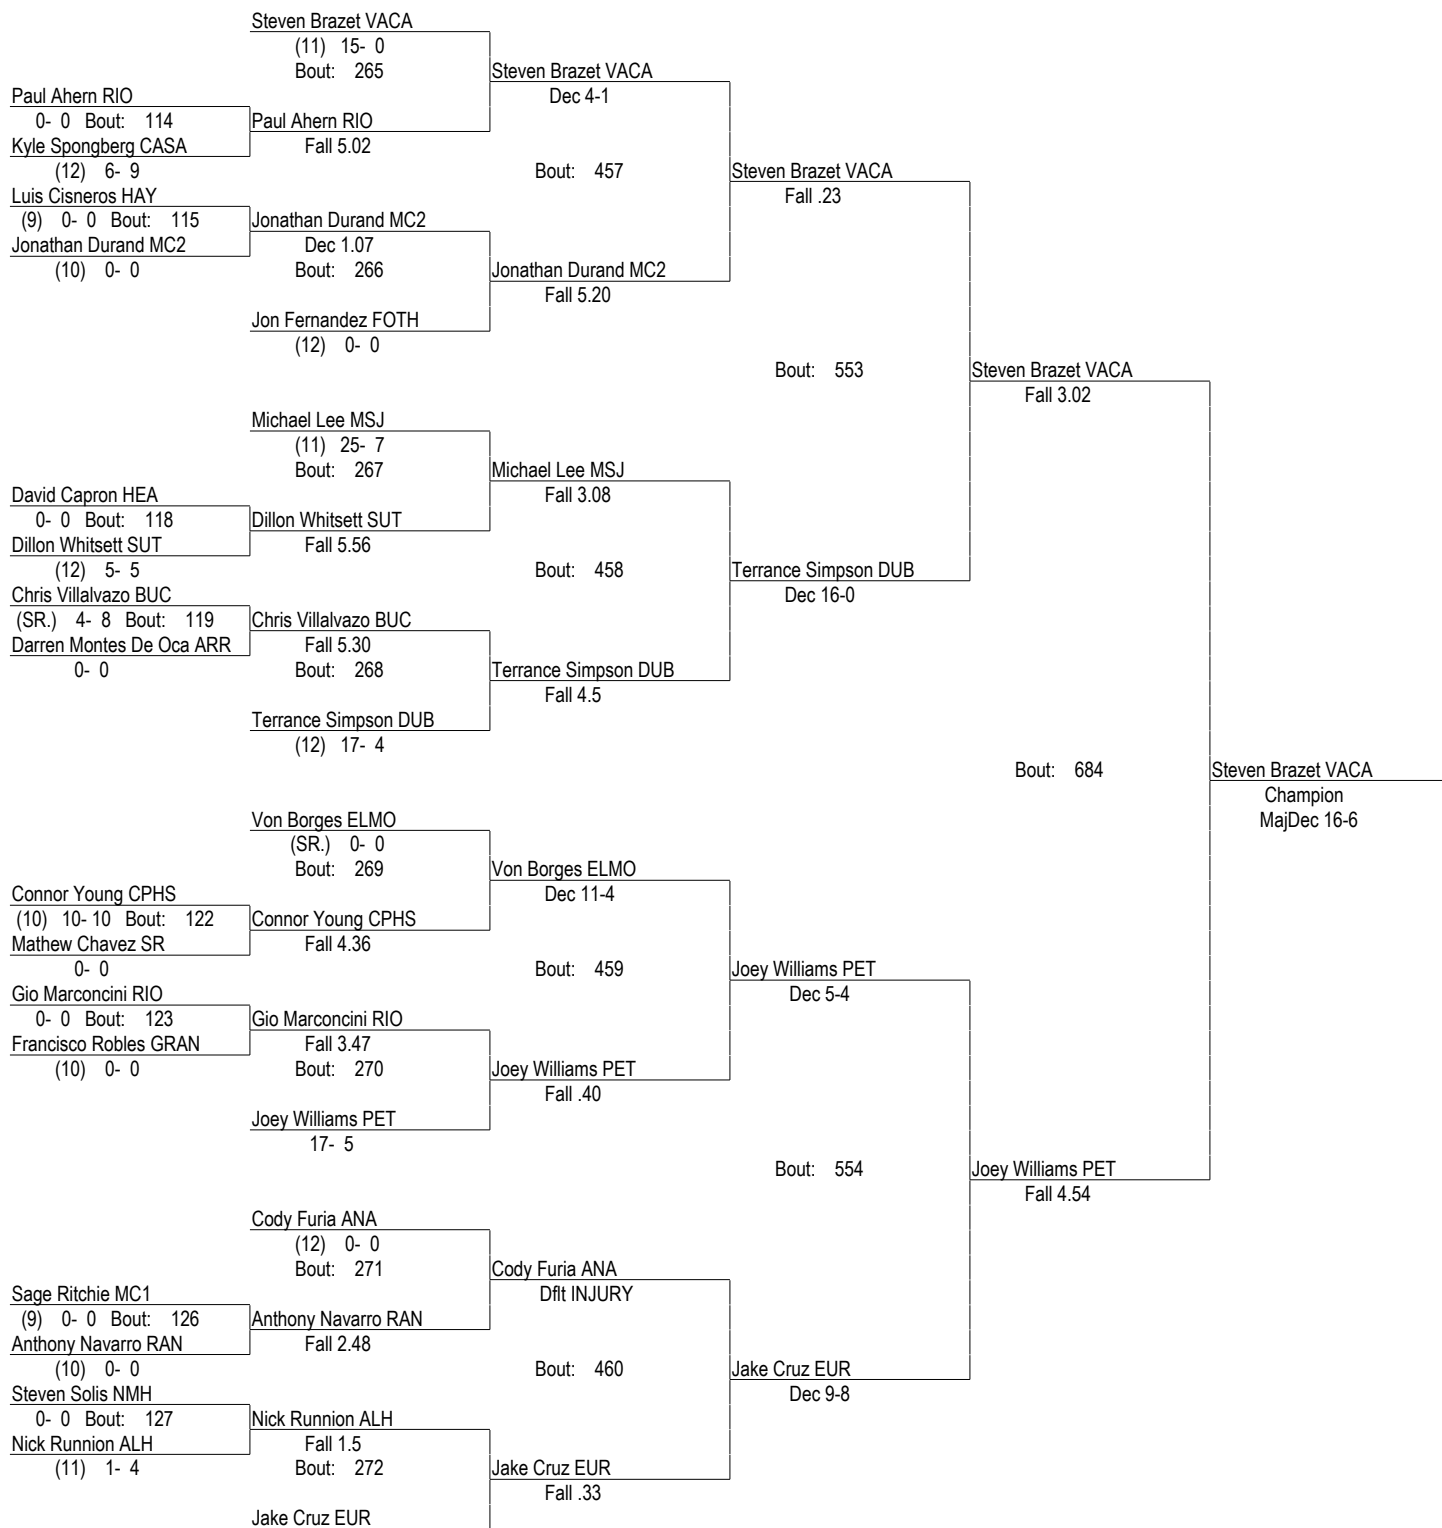 Steven Brazet VACA
(11) 15- 0
Bout: 265
Steven Brazet VACA
Dec 4-1
Paul Ahern RIO
0- 0 Bout: 114
Paul Ahern RIO
Fall 5.02
Kyle Spongberg CASA
(12) 6- 9
Bout: 457
Steven Brazet VACA
Fall .23
Luis Cisneros HAY
(9) 0- 0 Bout: 115
Jonathan Durand MC2
Dec 1.07
Jonathan Durand MC2
(10) 0- 0
Bout: 266
Jonathan Durand MC2
Fall 5.20
Jon Fernandez FOTH
(12) 0- 0
Bout: 553
Steven Brazet VACA
Fall 3.02
Michael Lee MSJ
(11) 25- 7
Bout: 267
Michael Lee MSJ
Fall 3.08
David Capron HEA
0- 0 Bout: 118
Dillon Whitsett SUT
Fall 5.56
Dillon Whitsett SUT
(12) 5- 5
Bout: 458
Terrance Simpson DUB
Dec 16-0
Chris Villalvazo BUC
(SR.) 4- 8 Bout: 119
Chris Villalvazo BUC
Fall 5.30
Darren Montes De Oca ARR
0- 0
Bout: 268
Terrance Simpson DUB
Fall 4.5
Terrance Simpson DUB
(12) 17- 4
Bout: 684
Steven Brazet VACA
Champion
MajDec 16-6
Von Borges ELMO
(SR.) 0- 0
Bout: 269
Von Borges ELMO
Dec 11-4
Connor Young CPHS
(10) 10- 10 Bout: 122
Connor Young CPHS
Fall 4.36
Mathew Chavez SR
0- 0
Bout: 459
Joey Williams PET
Dec 5-4
Gio Marconcini RIO
0- 0 Bout: 123
Gio Marconcini RIO
Fall 3.47
Francisco Robles GRAN
(10) 0- 0
Bout: 270
Joey Williams PET
Fall .40
Joey Williams PET
17- 5
Bout: 554
Joey Williams PET
Fall 4.54
Cody Furia ANA
(12) 0- 0
Bout: 271
Cody Furia ANA
Dflt INJURY
Sage Ritchie MC1
(9) 0- 0 Bout: 126
Anthony Navarro RAN
Fall 2.48
Anthony Navarro RAN
(10) 0- 0
Bout: 460
Jake Cruz EUR
Dec 9-8
Steven Solis NMH
0- 0 Bout: 127
Nick Runnion ALH
Fall 1.5
Nick Runnion ALH
(11) 1- 4
Bout: 272
Jake Cruz EUR
Fall .33
Jake Cruz EUR